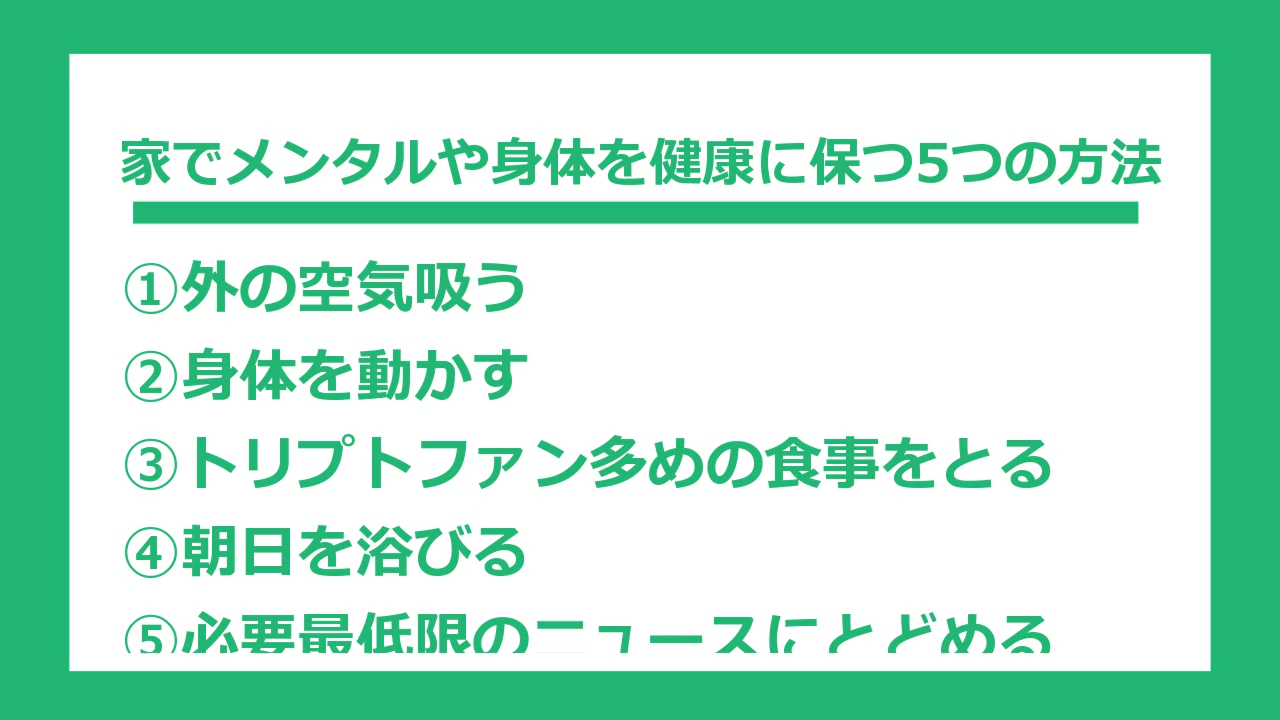 家でメンタルや身体を健康に保つ5つの方法
①外の空気吸う
②身体を動かす
③トリプトファン多めの食事をとる
④朝日を浴びる
⑤必要最低限のニュースにとどめる